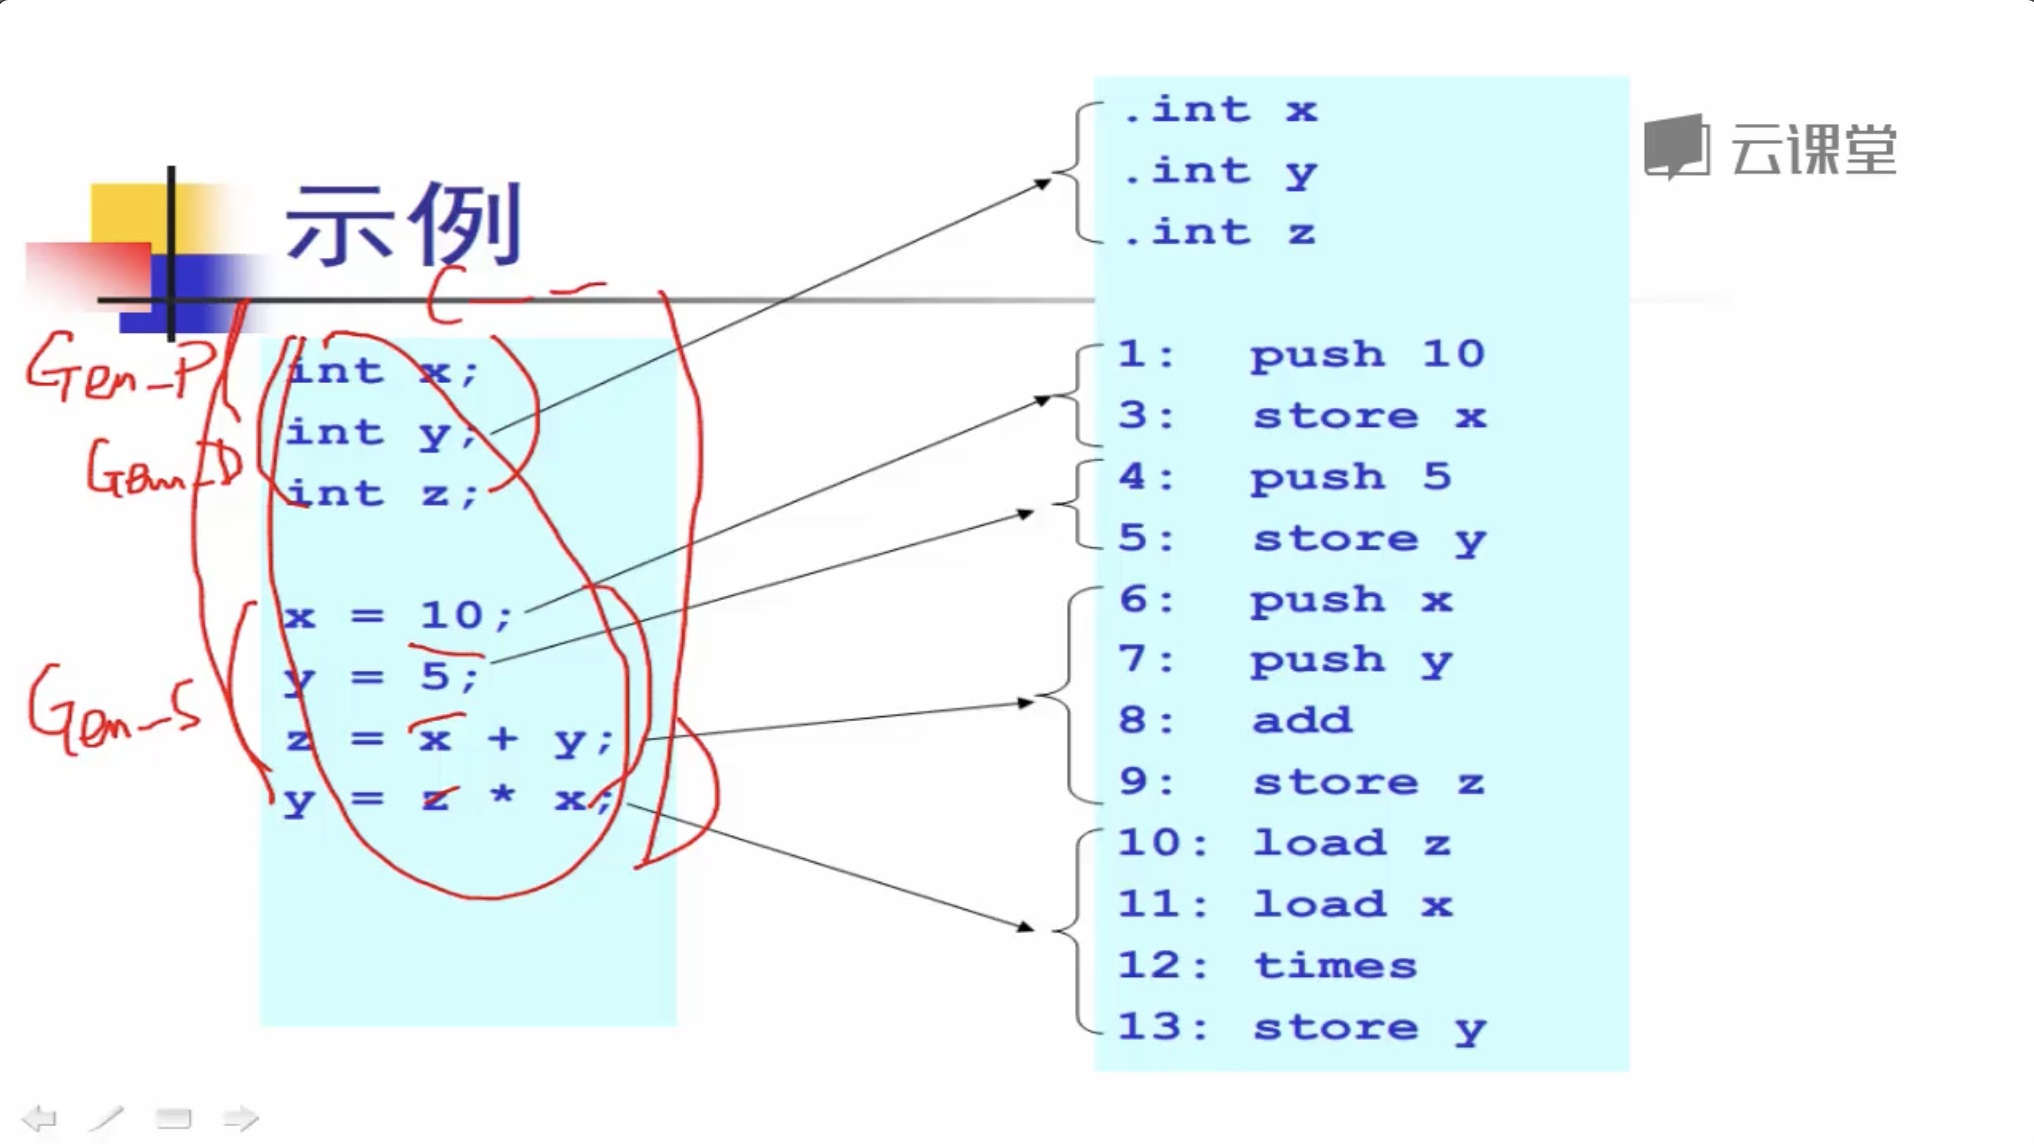 云课堂
示例
C--
Gen_P
Gen_D
Gen_S
int x;
int y;
int z;
x = 10;
y = 5;
z = x + y;
y = z * x;
.int x
.int y
.int z
1: push 10
3: store x
4: push 5
5: store y
6: push x
7: push y
8: add
9: store z
10: load z
11: load x
12: times
13: store y